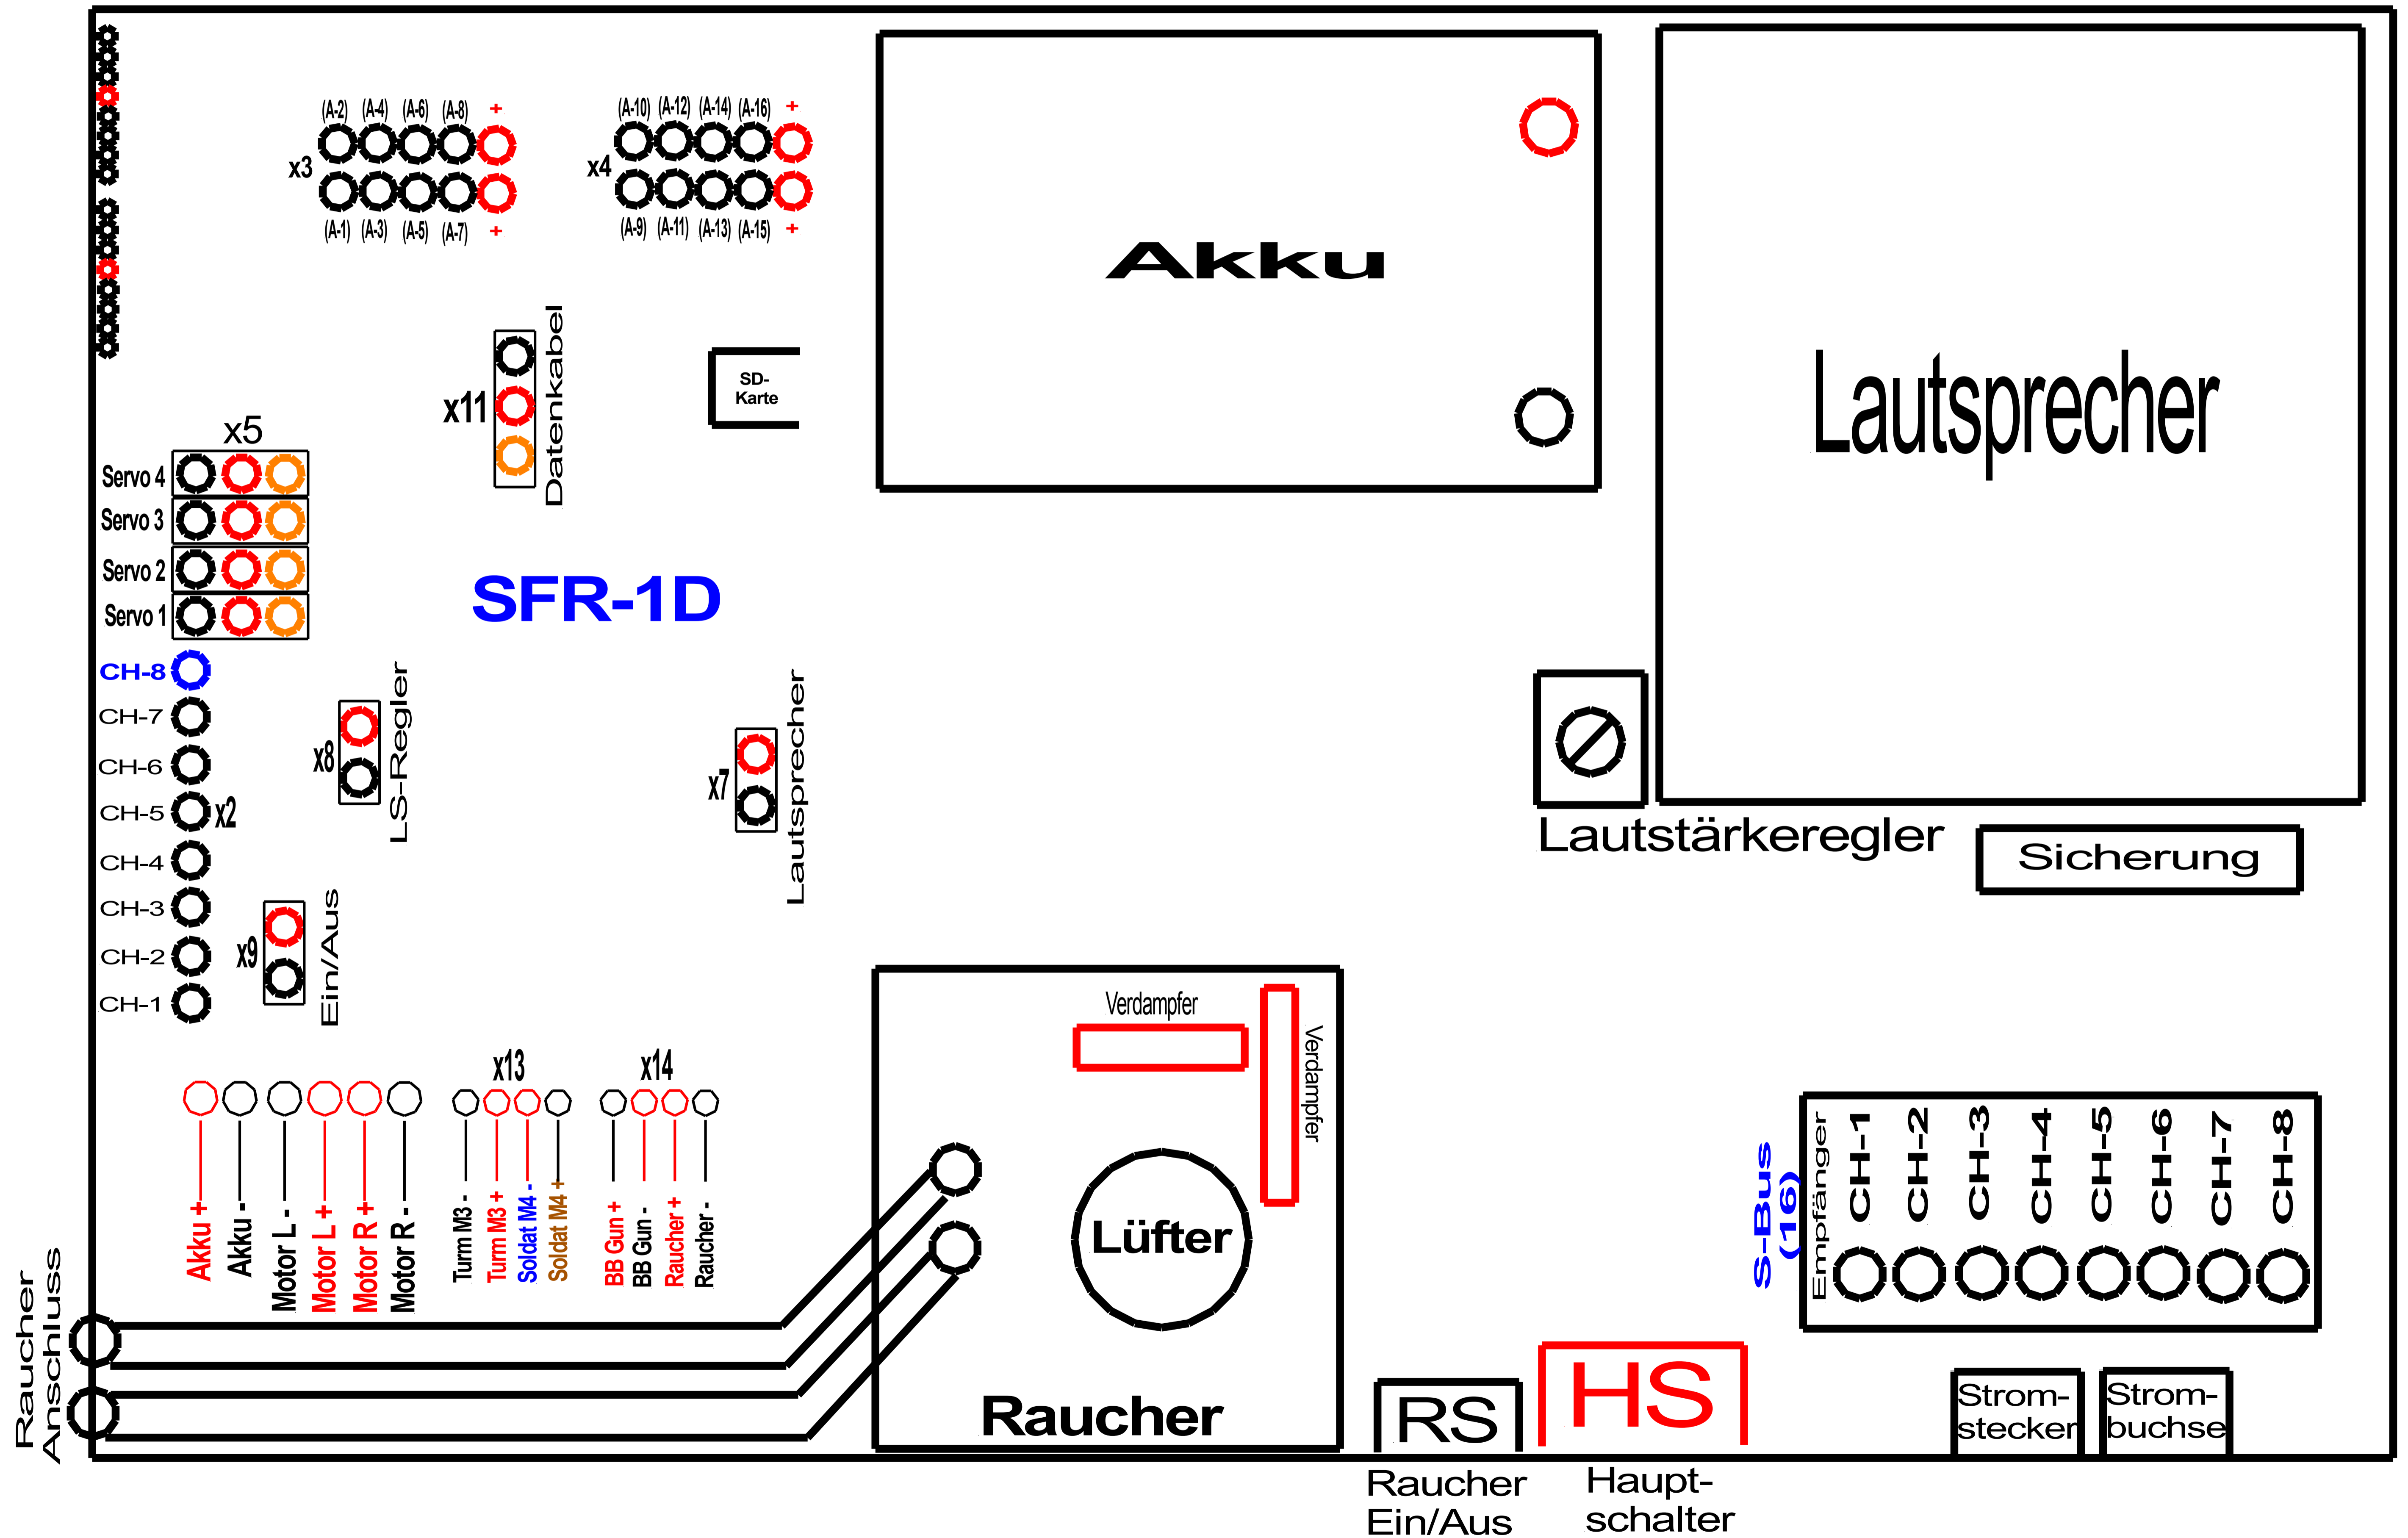 (A-2) (A-4) (A-6) (A-8) +
x3
(A-1) (A-3) (A-5) (A-7) +
(A-10) (A-12) (A-14) (A-16) +
x4
(A-9) (A-11) (A-13) (A-15) +
Akku
Lautsprecher
x11
Datenkabel
SD-
Karte
x5
Servo 4
Servo 3
Servo 2
Servo 1
SFR-1D
CH-8
CH-7
CH-6
CH-5
x2
CH-4
CH-3
CH-2
CH-1
x8
LS-Regler
x7
Lautsprecher
x9
Ein/Aus
Lautstärkeregler
Sicherung
x13
x14
Akku +
Akku -
Motor L -
Motor L +
Motor R +
Motor R -
Turm M3 -
Turm M3 +
Soldat M4 -
Soldat M4 +
BB Gun +
BB Gun -
Raucher +
Raucher -
Verdampfer
Verdampfer
Lüfter
Raucher
Raucher
Anschluss
RS
Raucher
Ein/Aus
HS
Haupt-
schalter
S-Bus
(16)
Empfänger
CH-1
CH-2
CH-3
CH-4
CH-5
CH-6
CH-7
CH-8
Strom-
stecker
Strom-
buchse